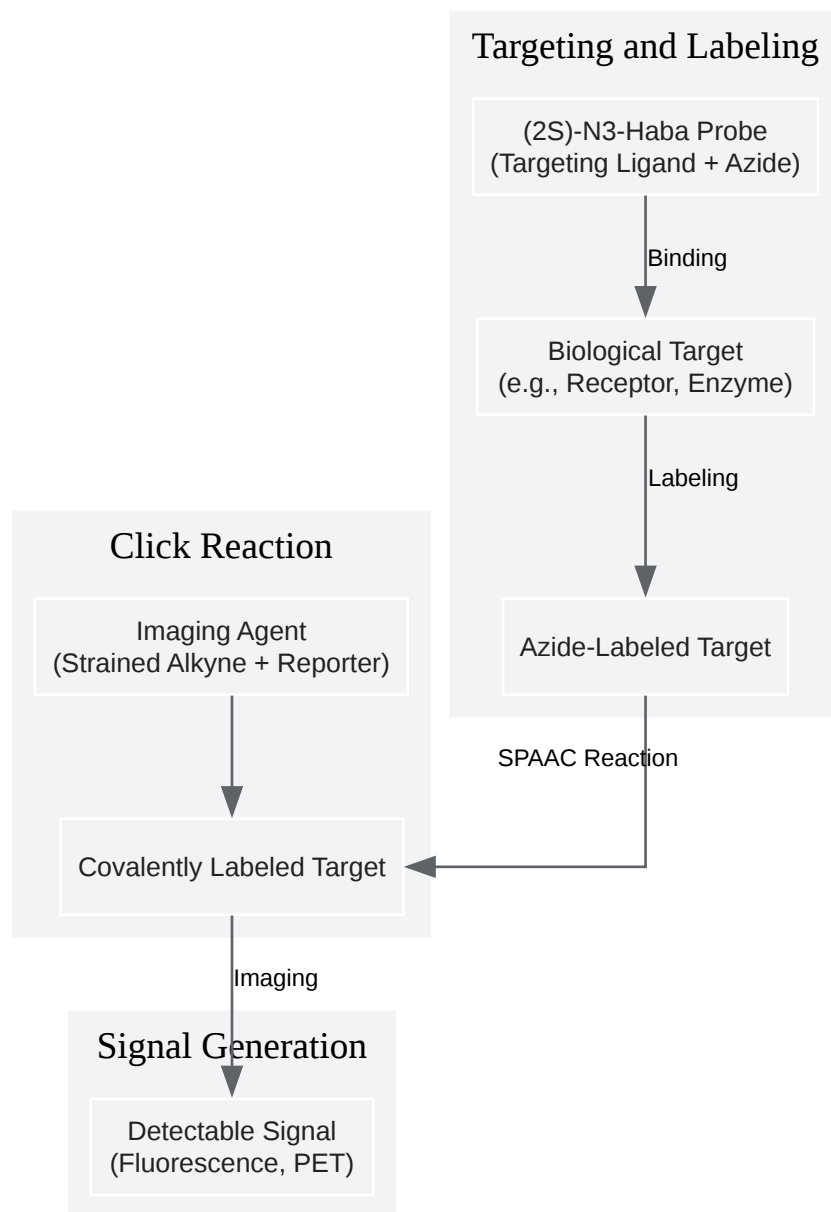 Targeting and Labeling
(2S)-N3-Haba Probe
(Targeting Ligand + Azide)
Binding
Biological Target
(e.g., Receptor, Enzyme)
Labeling
Azide-Labeled Target
SPAAC Reaction
Click Reaction
Imaging Agent
(Strained Alkyne + Reporter)
Covalently Labeled Target
Imaging
Signal Generation
Detectable Signal
(Fluorescence, PET)